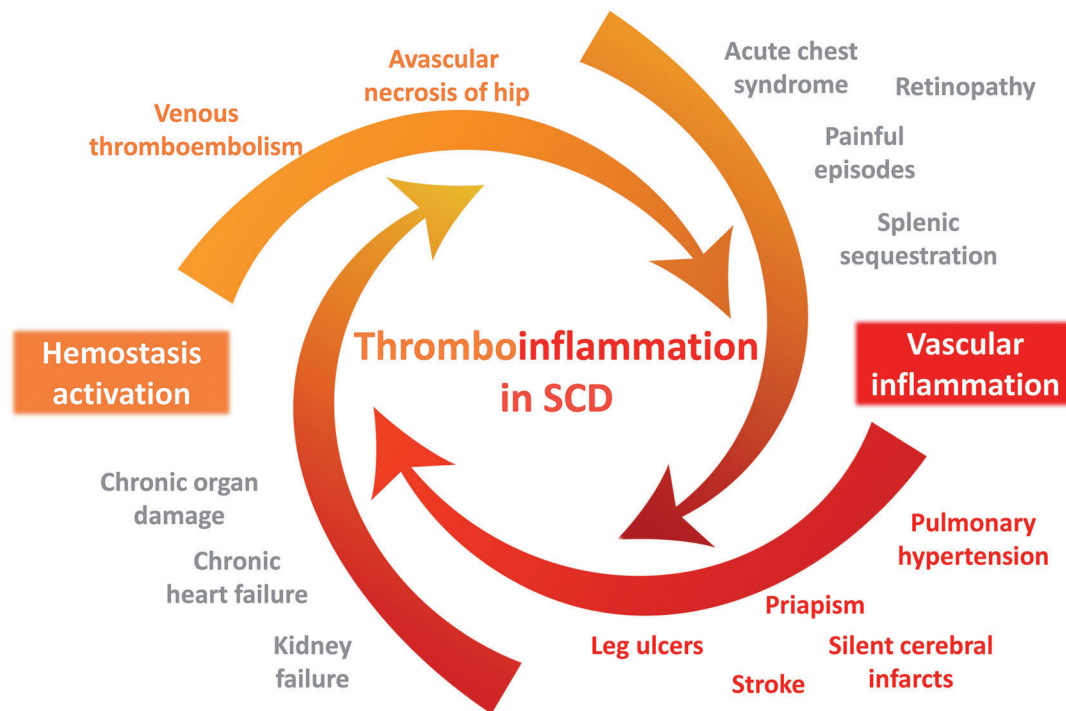 Acute chest
syndrome
Retinopathy
Avascular
necrosis of hip
Venous
thromboembolism
Painful
episodes
Splenic
sequestration
Hemostasis
activation
Thromboinflammation
in SCD
Vascular
inflammation
Chronic organ
damage
Chronic
heart failure
Kidney
failure
Pulmonary
hypertension
Priapism
Leg ulcers
Silent cerebral
infarcts
Stroke